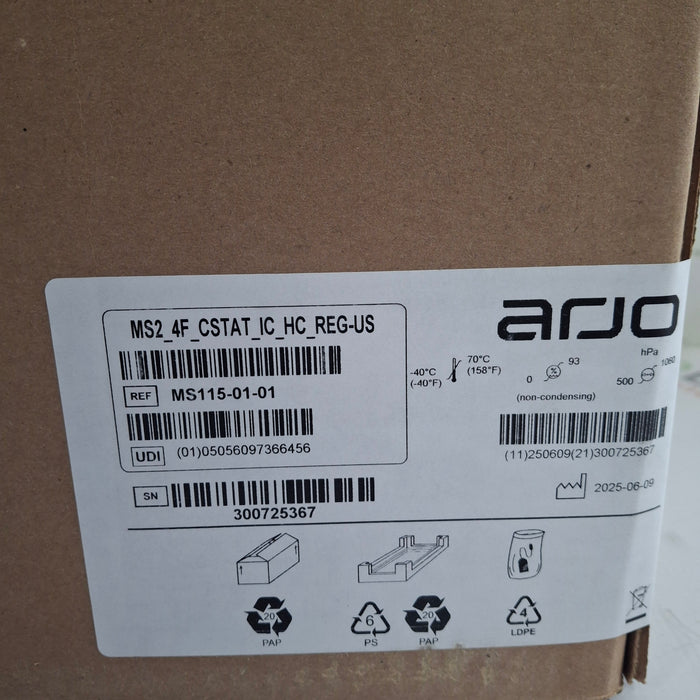 arjo
MS2_4F_CSTAT_IC_HC_REG-US
REF MS115-01-01
UDI (01)05056097366456
SN 300725367
-40°C
(-40°F)
70°C
(158°F)
0 93
(non-condensing)
hPa
500 1060
(11)250609(21)300725367
2025-06-09
20
PAP
6
PS
20
PAP
4
LDPE